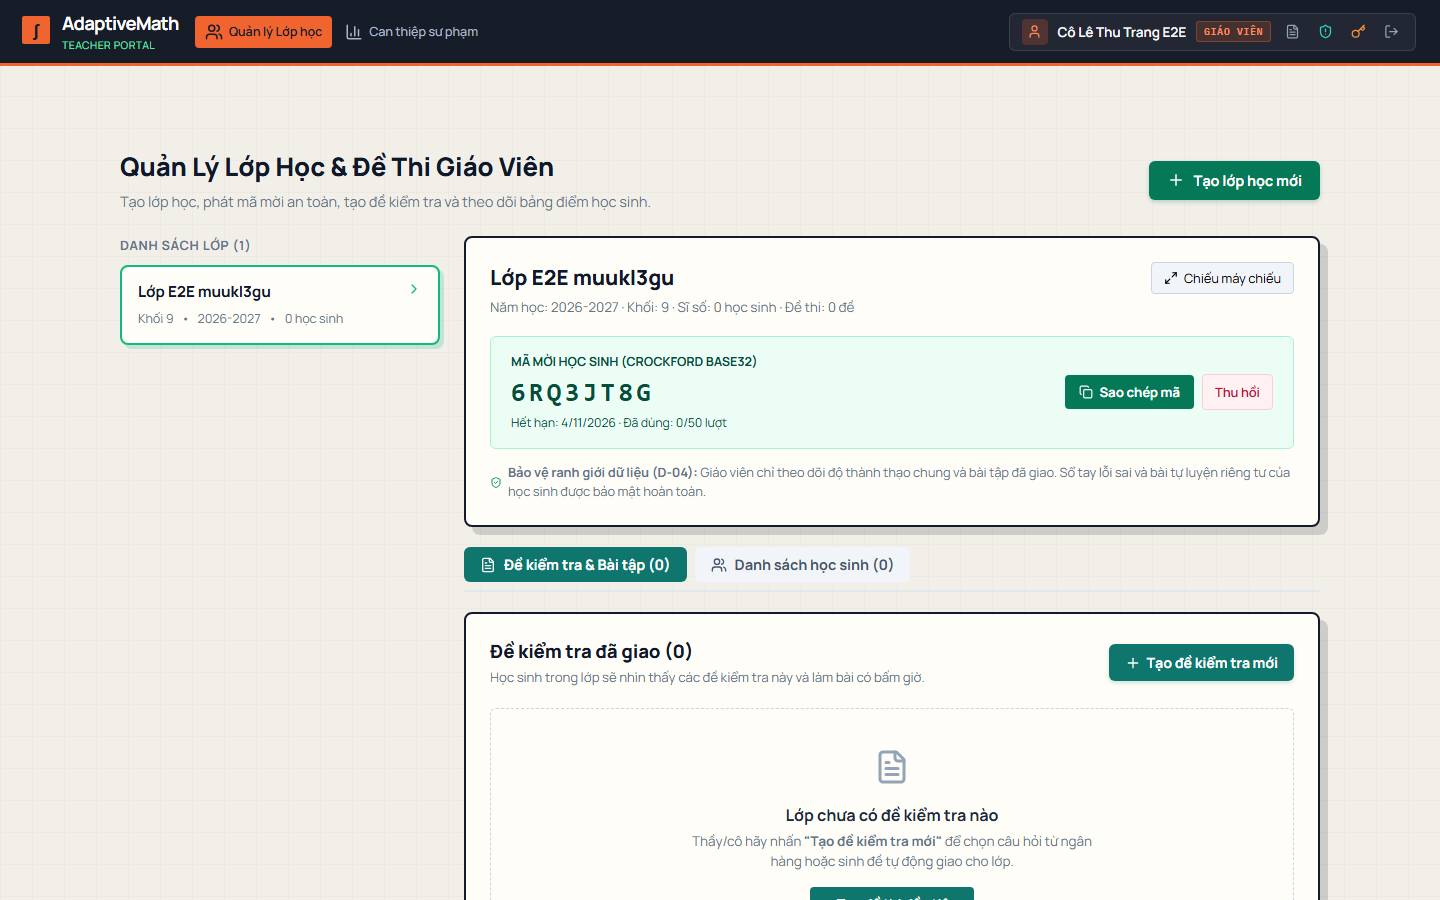 ∫
AdaptiveMath
TEACHER PORTAL
Quản lý Lớp học
Can thiệp sư phạm
Cô Lê Thu Trang E2E
GIÁO VIÊN
Quản Lý Lớp Học & Đề Thi Giáo Viên
Tạo lớp học, phát mã mời an toàn, tạo đề kiểm tra và theo dõi bảng điểm học sinh.
Tạo lớp học mới
DANH SÁCH LỚP (1)
Lớp E2E muukl3gu
Khối 9 • 2026-2027 • 0 học sinh
Lớp E2E muukl3gu
Năm học: 2026-2027 · Khối: 9 · Sĩ số: 0 học sinh · Đề thi: 0 đề
Chiếu máy chiếu
MÃ MỜI HỌC SINH (CROCKFORD BASE32)
6RQ3JT8G
Hết hạn: 4/11/2026 · Đã dùng: 0/50 lượt
Sao chép mã
Thu hồi
Bảo vệ ranh giới dữ liệu (D-04): Giáo viên chỉ theo dõi độ thành thạo chung và bài tập đã giao. Sổ tay lỗi sai và bài tự luyện riêng tư của
học sinh được bảo mật hoàn toàn.
Đề kiểm tra & Bài tập (0)
Danh sách học sinh (0)
Đề kiểm tra đã giao (0)
Học sinh trong lớp sẽ nhìn thấy các đề kiểm tra này và làm bài có bấm giờ.
Tạo đề kiểm tra mới
Lớp chưa có đề kiểm tra nào
Thầy/cô hãy nhấn "Tạo đề kiểm tra mới" để chọn câu hỏi từ ngân
hàng hoặc sinh đề tự động giao cho lớp.